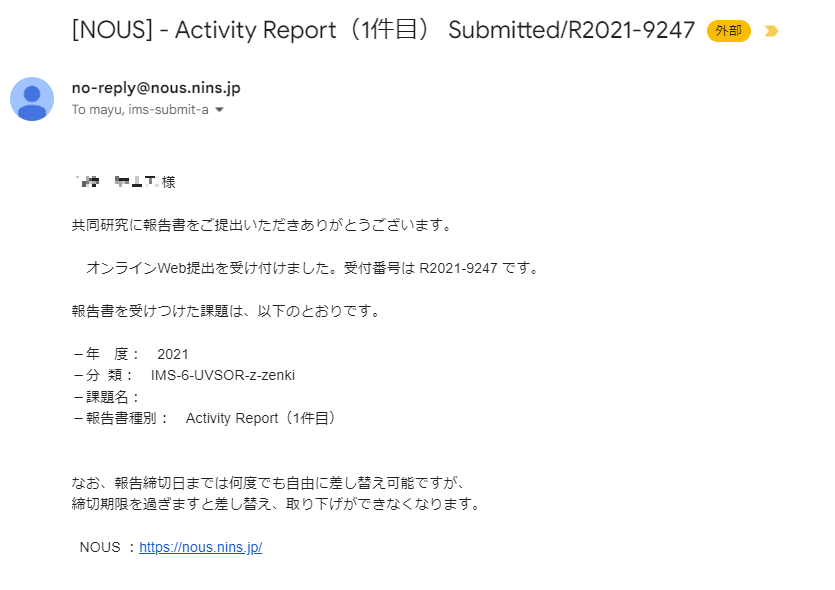 [NOUS] - Activity Report（1件目） Submitted/R2021-9247 外部
no-reply@nous.nins.jp
To mayu, ims-submit-a
様
共同研究に報告書をご提出いただきありがとうございます。
オンラインWeb提出を受け付けました。受付番号は R2021-9247 です。
報告書を受けつけた課題は、以下のとおりです。
－年　度：　2021
－分 類：　IMS-6-UVSOR-z-zenki
－課題名：
－報告書種別：　Activity Report（1件目）
なお、報告締切日までは何度でも自由に差し替え可能ですが、
締切期限を過ぎますと差し替え、取り下げができなくなります。
NOUS ：https://nous.nins.jp/